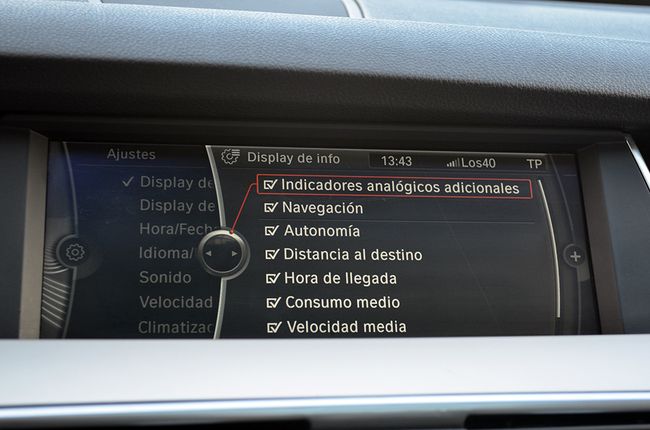 Ajustes
Display de info 13:43 Los40 TP
Display de
Display de
Hora/Fech
Idioma/
Sonido
Velocidad
Climatizac
Indicadores analógicos adicionales
Navegación
Autonomía
Distancia al destino
Hora de llegada
Consumo medio
Velocidad media